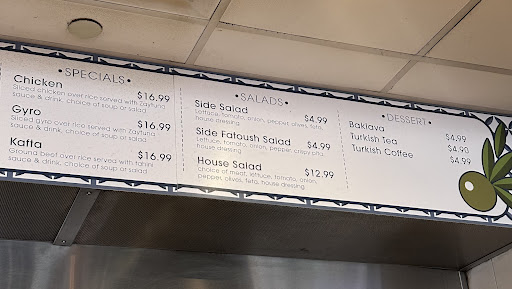 •SPECIALS•
Chicken $16.99
Sliced chicken over rice served with Zaytuna
sauce & drink, choice of soup or salad
Gyro $16.99
Sliced gyro over rice served with Zaytuna
sauce & drink, choice of soup or salad
Kafta $16.99
Ground beef over rice served with tahini
sauce & drink, choice of soup or salad
•SALADS•
Side Salad $4.99
lettuce, tomato, onion, pepper, olives, feta,
house dressing
Side Fatoush Salad $4.99
lettuce, tomato, onion, pepper, crispy pita,
house dressing
House Salad $12.99
choice of meat, lettuce, tomato, onion,
pepper, olives, feta, house dressing
•DESSERT•
Baklava $4.99
Turkish Tea $4.90
Turkish Coffee $4.99